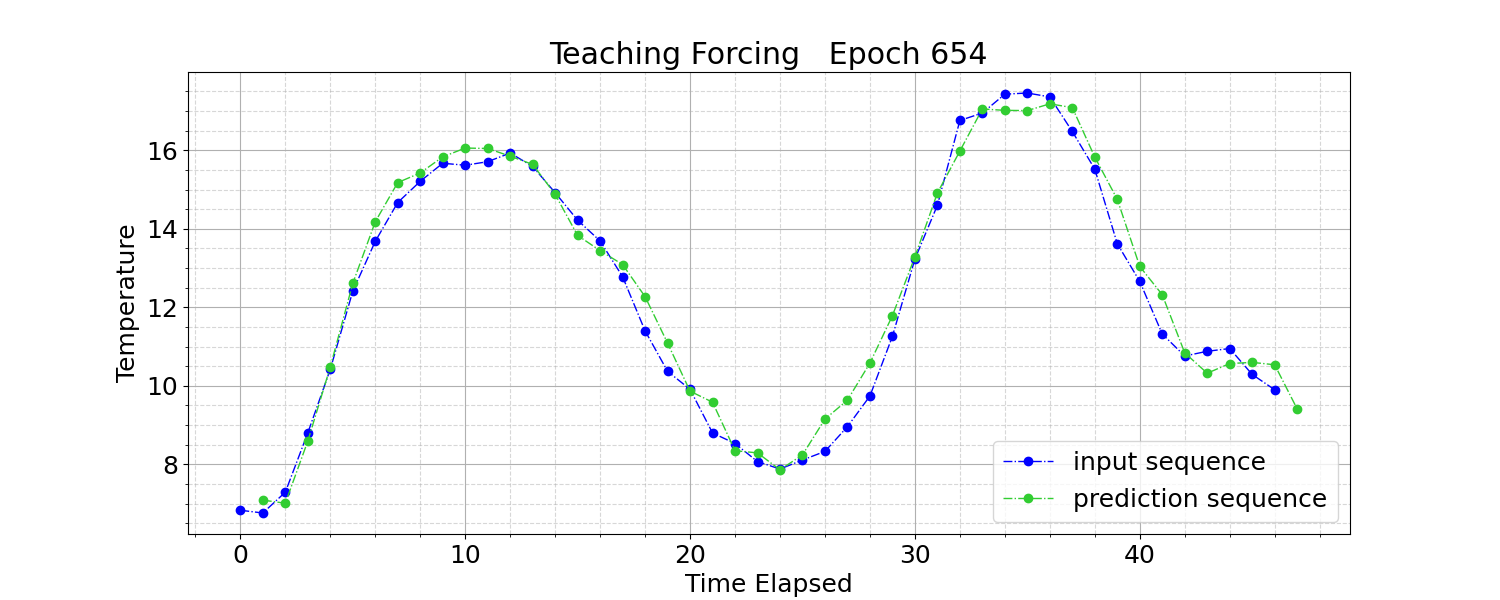 Teaching Forcing   Epoch 654
Temperature
16
14
12
10
8
0 10 20 30 40
Time Elapsed
input sequence
prediction sequence